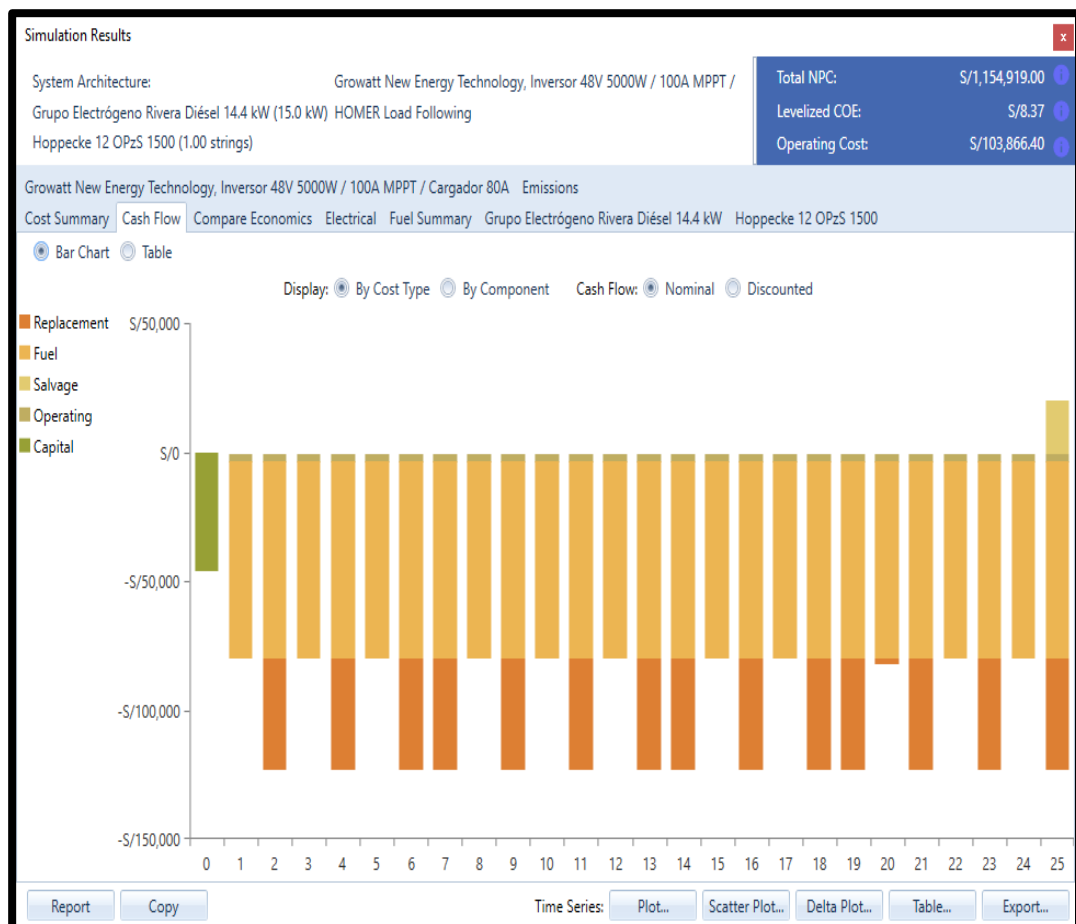 Simulation Results
x
System Architecture:
Grupo Electrógeno Rivera Diésel 14.4 kW (15.0 kW)
Hoppecke 12 OPzS 1500 (1.00 strings)
Growatt New Energy Technology, Inversor 48V 5000W / 100A MPPT /
HOMER Load Following
Total NPC: S/1,154,919.00
Levelized COE: S/8.37
Operating Cost: S/103,866.40
Growatt New Energy Technology, Inversor 48V 5000W / 100A MPPT / Cargador 80A Emissions
Cost Summary Cash Flow Compare Economics Electrical Fuel Summary Grupo Electrógeno Rivera Diésel 14.4 kW Hoppecke 12 OPzS 1500
Bar Chart Table
Display: By Cost Type By Component Cash Flow: Nominal Discounted
Replacement
Fuel
Salvage
Operating
Capital
S/50,000
S/0
-S/50,000
-S/100,000
-S/150,000
0 1 2 3 4 5 6 7 8 9 10 11 12 13 14 15 16 17 18 19 20 21 22 23 24 25
Report Copy Time Series: Plot... Scatter Plot... Delta Plot... Table... Export...